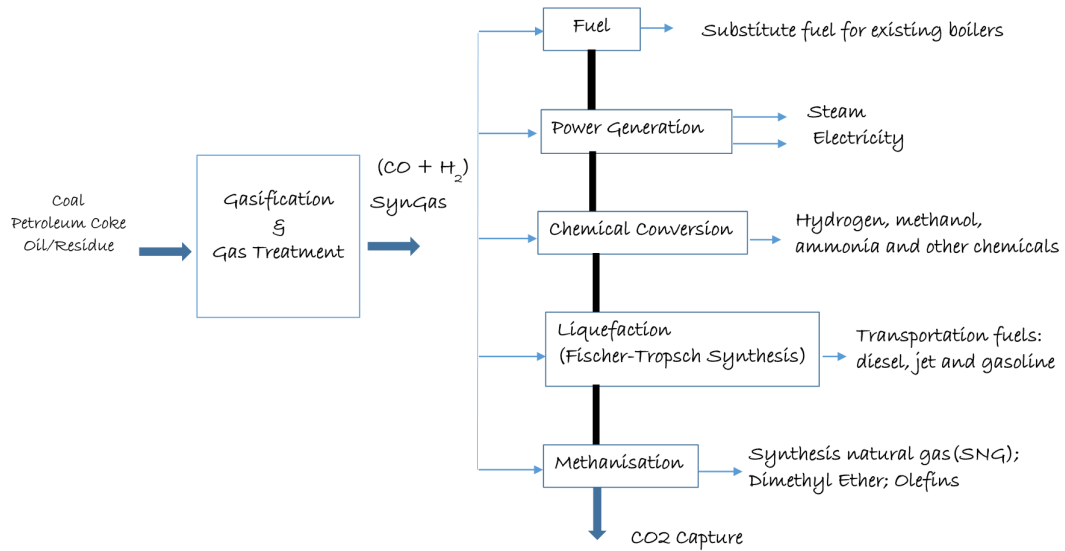 Coal
Petroleum Coke
Oil/Residue
Gasification
&
Gas Treatment
(CO + H2)
SynGas
Fuel
Substitute fuel for existing boilers
Power Generation
Steam
Electricity
Chemical Conversion
Hydrogen, methanol,
ammonia and other chemicals
Liquefaction
(Fischer-Tropsch Synthesis)
Transportation fuels:
diesel, jet and gasoline
Methanisation
Synthesis natural gas(SNG);
Dimethyl Ether; Olefins
CO2 Capture